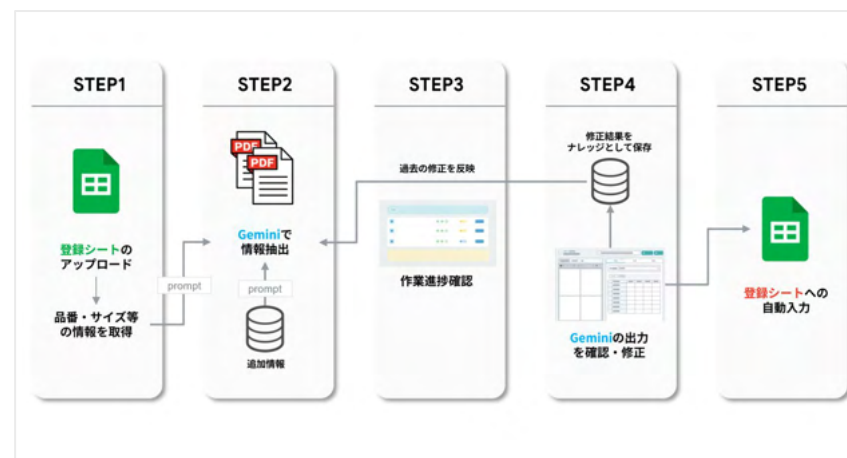 STEP1
登録シートの
アップロード
品番・サイズ等
の情報を取得
prompt
STEP2
PDF
PDF
Geminiで
情報抽出
prompt
追加情報
STEP3
過去の修正を反映
作業進捗確認
STEP4
修正結果を
ナレッジとして保存
Geminiの出力
を確認・修正
STEP5
登録シートへの
自動入力